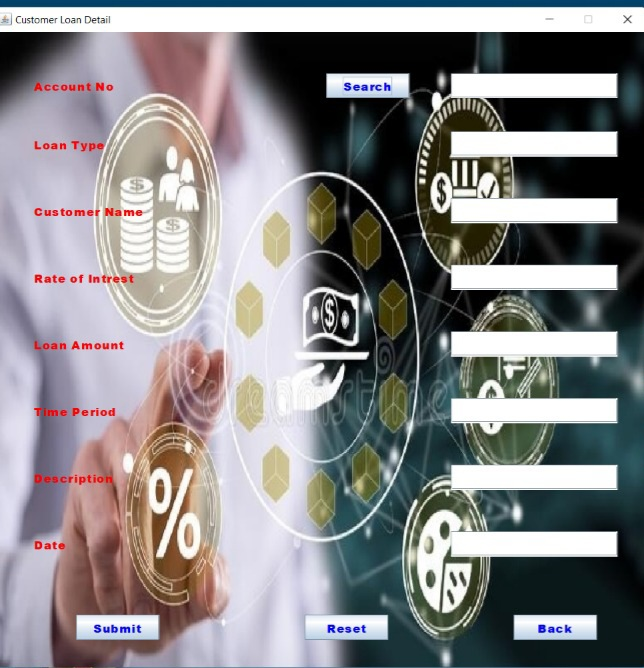 Customer Loan Detail
Account No Search
Loan Type
Customer Name
Rate of Intrest
Loan Amount
Time Period
Description
Date
Submit Reset Back
dreamstime